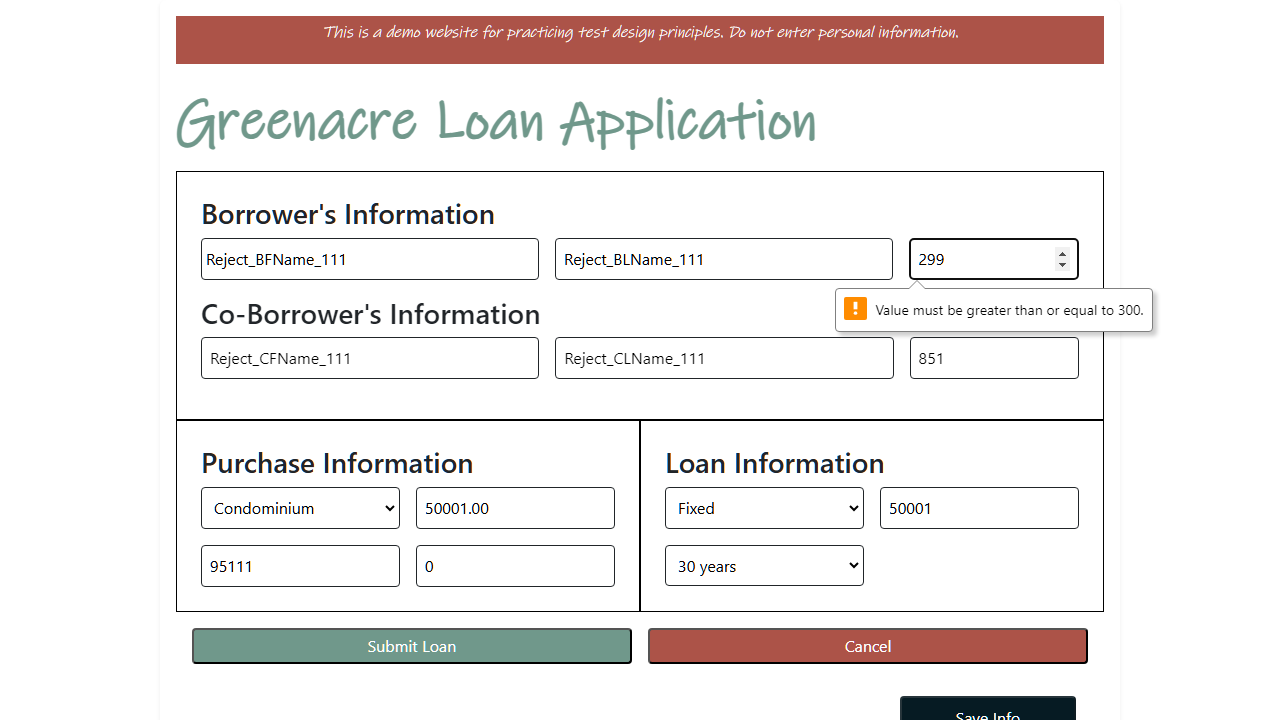 This is a demo website for practicing test design principles. Do not enter personal information.
Greenacre Loan Application
Borrower's Information
Reject_BFName_111 Reject_BLName_111 299
Value must be greater than or equal to 300.
Co-Borrower's Information
Reject_CFName_111 Reject_CLName_111 851
Purchase Information
Condominium 50001.00
95111 0
Loan Information
Fixed 50001
30 years
Submit Loan Cancel
Save Info